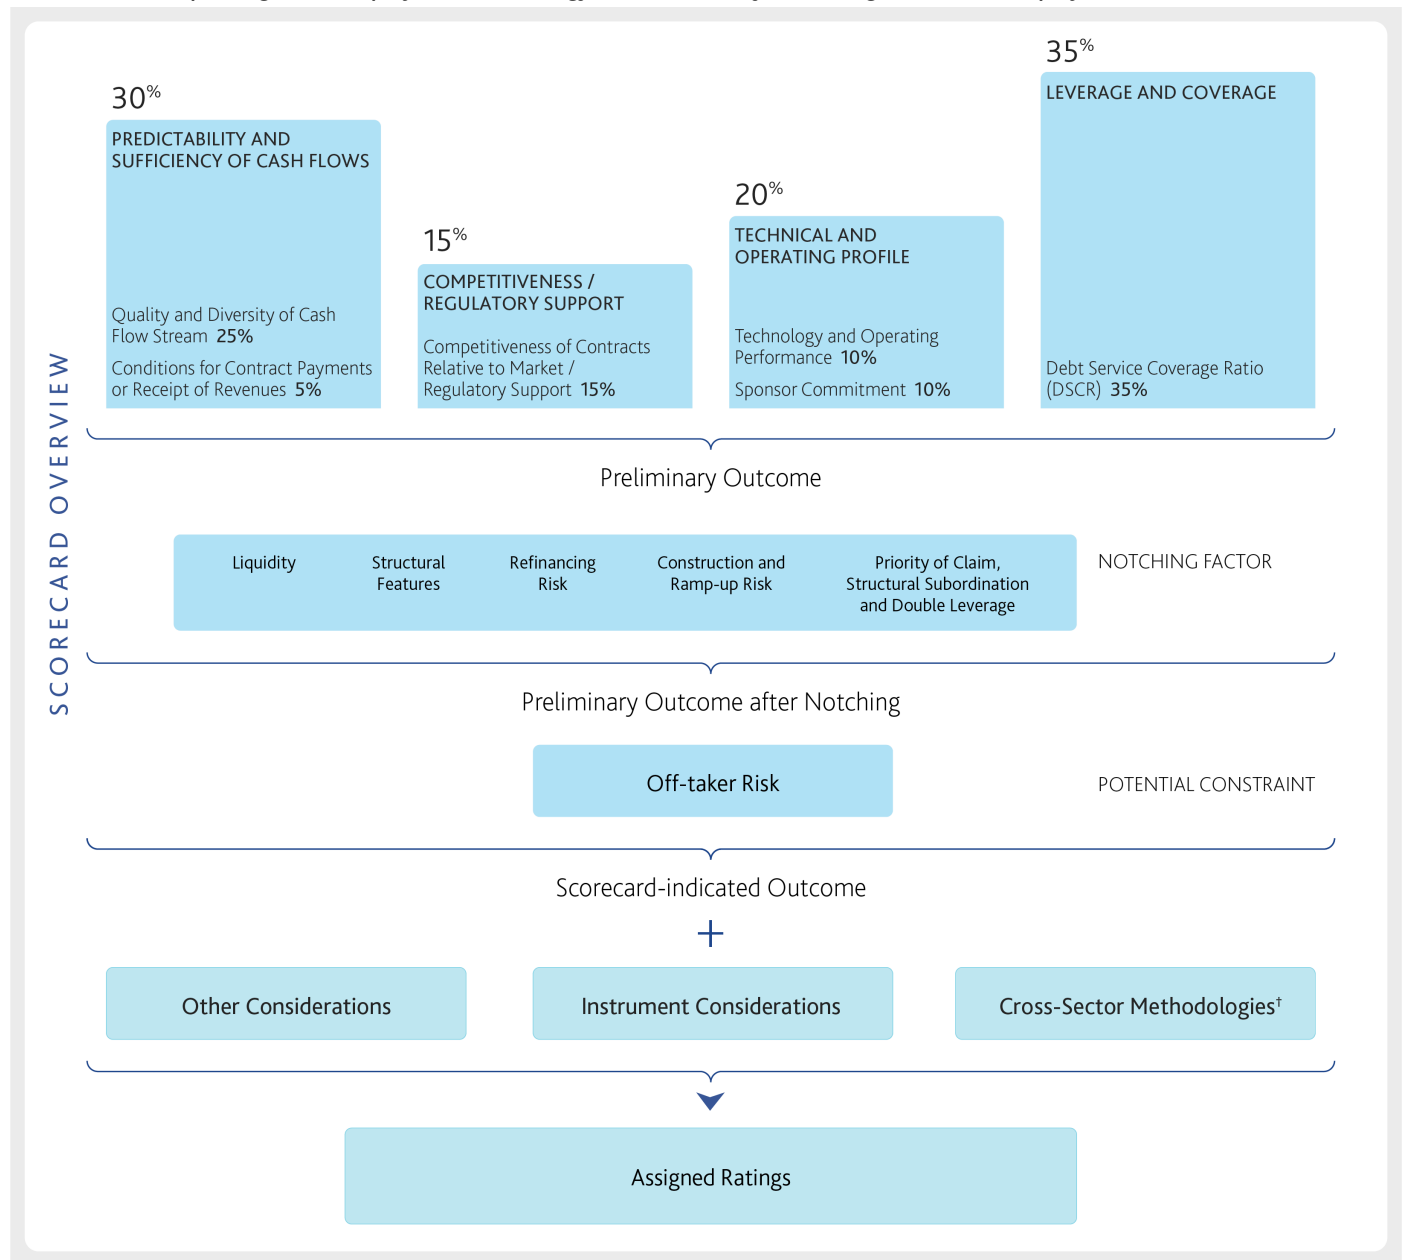 30%
PREDICTABILITY AND
SUFFICIENCY OF CASH FLOWS
Quality and Diversity of Cash
Flow Stream 25%
Conditions for Contract Payments
or Receipt of Revenues 5%
15%
COMPETITIVENESS /
REGULATORY SUPPORT
Competitiveness of Contracts
Relative to Market /
Regulatory Support 15%
20%
TECHNICAL AND
OPERATING PROFILE
Technology and Operating
Performance 10%
Sponsor Commitment 10%
35%
LEVERAGE AND COVERAGE
Debt Service Coverage Ratio
(DSCR) 35%
SCORECARD OVERVIEW
Preliminary Outcome
Liquidity
Structural
Features
Refinancing
Risk
Construction and
Ramp-up Risk
Priority of Claim,
Structural Subordination
and Double Leverage
NOTCHING FACTOR
Preliminary Outcome after Notching
Off-taker Risk
POTENTIAL CONSTRAINT
Scorecard-indicated Outcome
+
Other Considerations
Instrument Considerations
Cross-Sector Methodologies†
Assigned Ratings